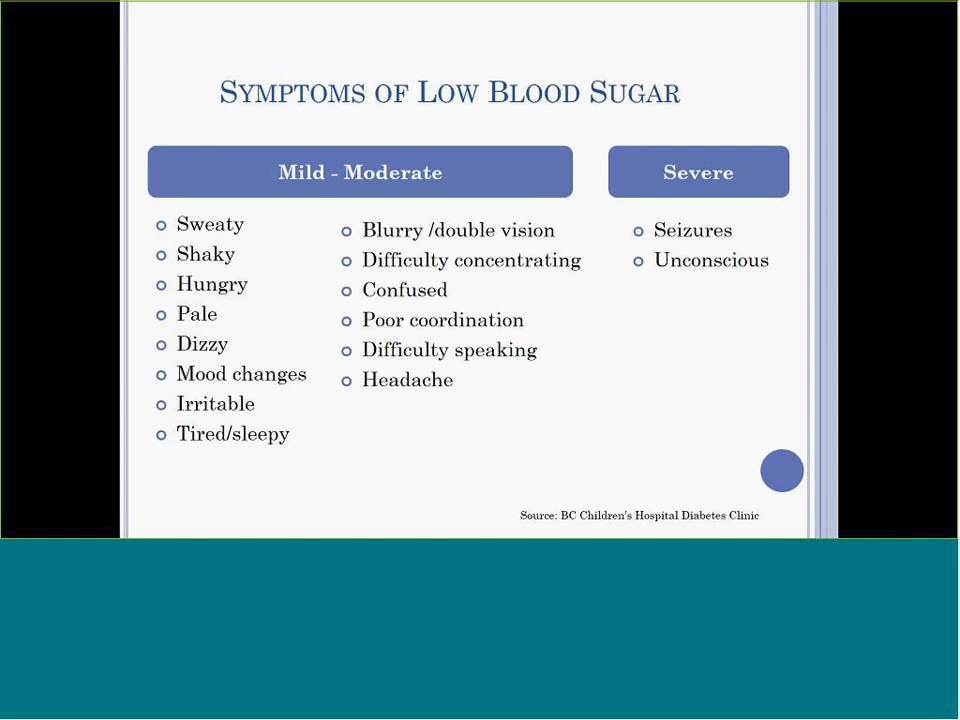 SYMPTOMS OF LOW BLOOD SUGAR
Mild - Moderate
Sweaty
Shaky
Hungry
Pale
Dizzy
Mood changes
Irritable
Tired/sleepy
Blurry /double vision
Difficulty concentrating
Confused
Poor coordination
Difficulty speaking
Headache
Severe
Seizures
Unconscious
Source: BC Children's Hospital Diabetes Clinic